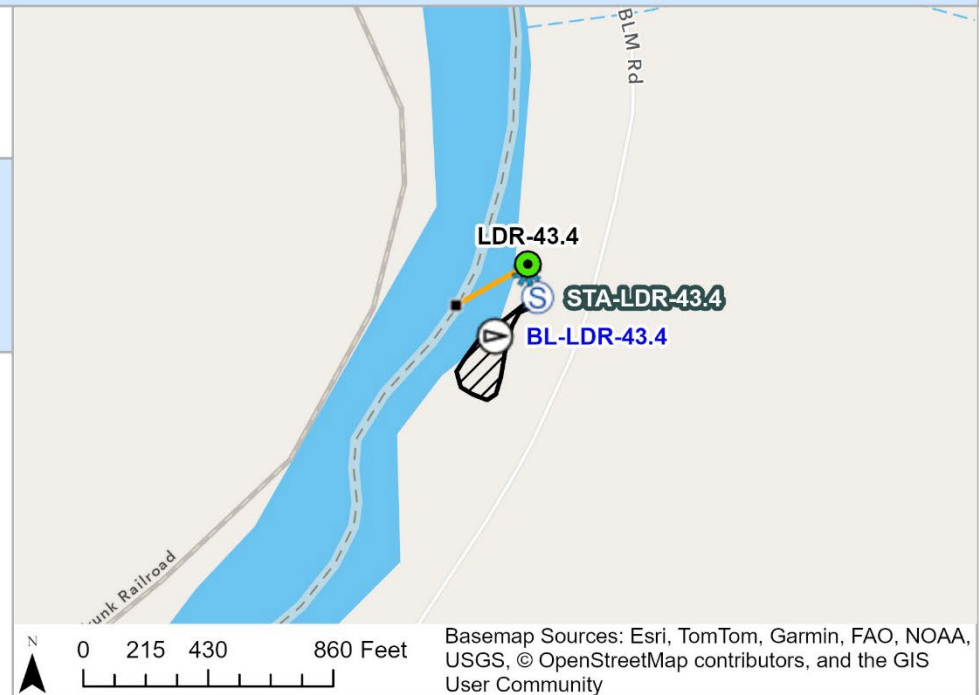 BLM Rd
LDR-43.4
S STA-LDR-43.4
BL-LDR-43.4
Railroad
N
0 215 430 860 Feet
Basemap Sources: Esri, TomTom, Garmin, FAO, NOAA,
USGS, © OpenStreetMap contributors, and the GIS
User Community